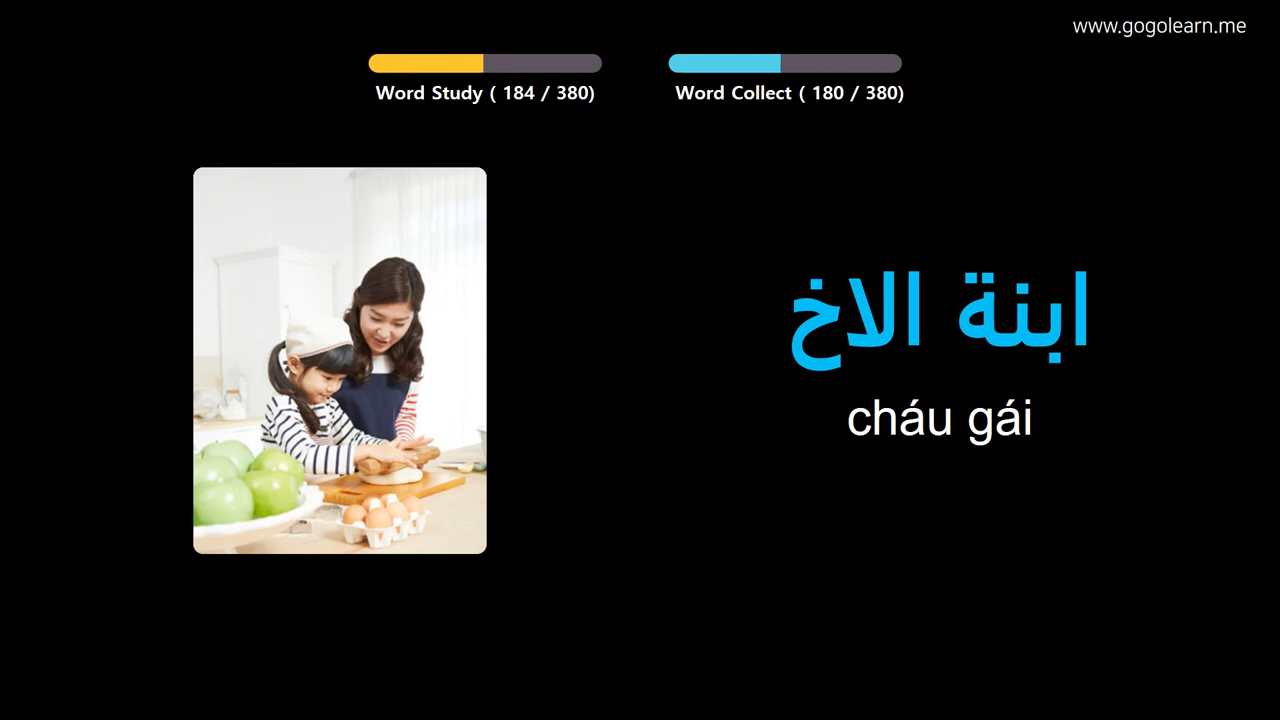 www.gogolearn.me
Word Study ( 184 / 380)
Word Collect ( 180 / 380)
ابنة الاخ
cháu gái